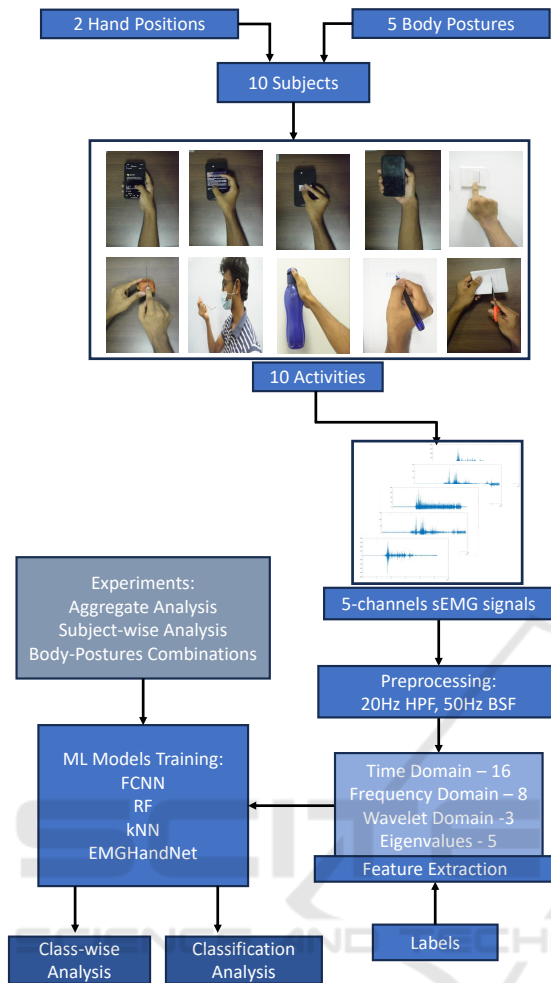 2 Hand Positions
5 Body Postures
10 Subjects
10 Activities
5-channels sEMG signals
Experiments:
Aggregate Analysis
Subject-wise Analysis
Body-Postures Combinations
Preprocessing:
20Hz HPF, 50Hz BSF
ML Models Training:
FCNN
RF
kNN
EMGHandNet
Time Domain – 16
Frequency Domain – 8
Wavelet Domain -3
Eigenvalues - 5
Feature Extraction
Labels
Class-wise
Analysis
Classification
Analysis